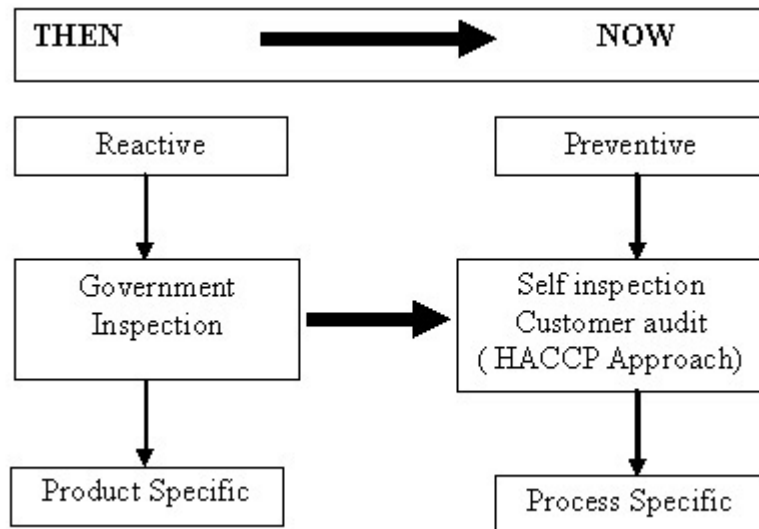 THEN NOW
Reactive
Preventive
Government
Inspection
Self inspection
Customer audit
( HACCP Approach)
Product Specific
Process Specific